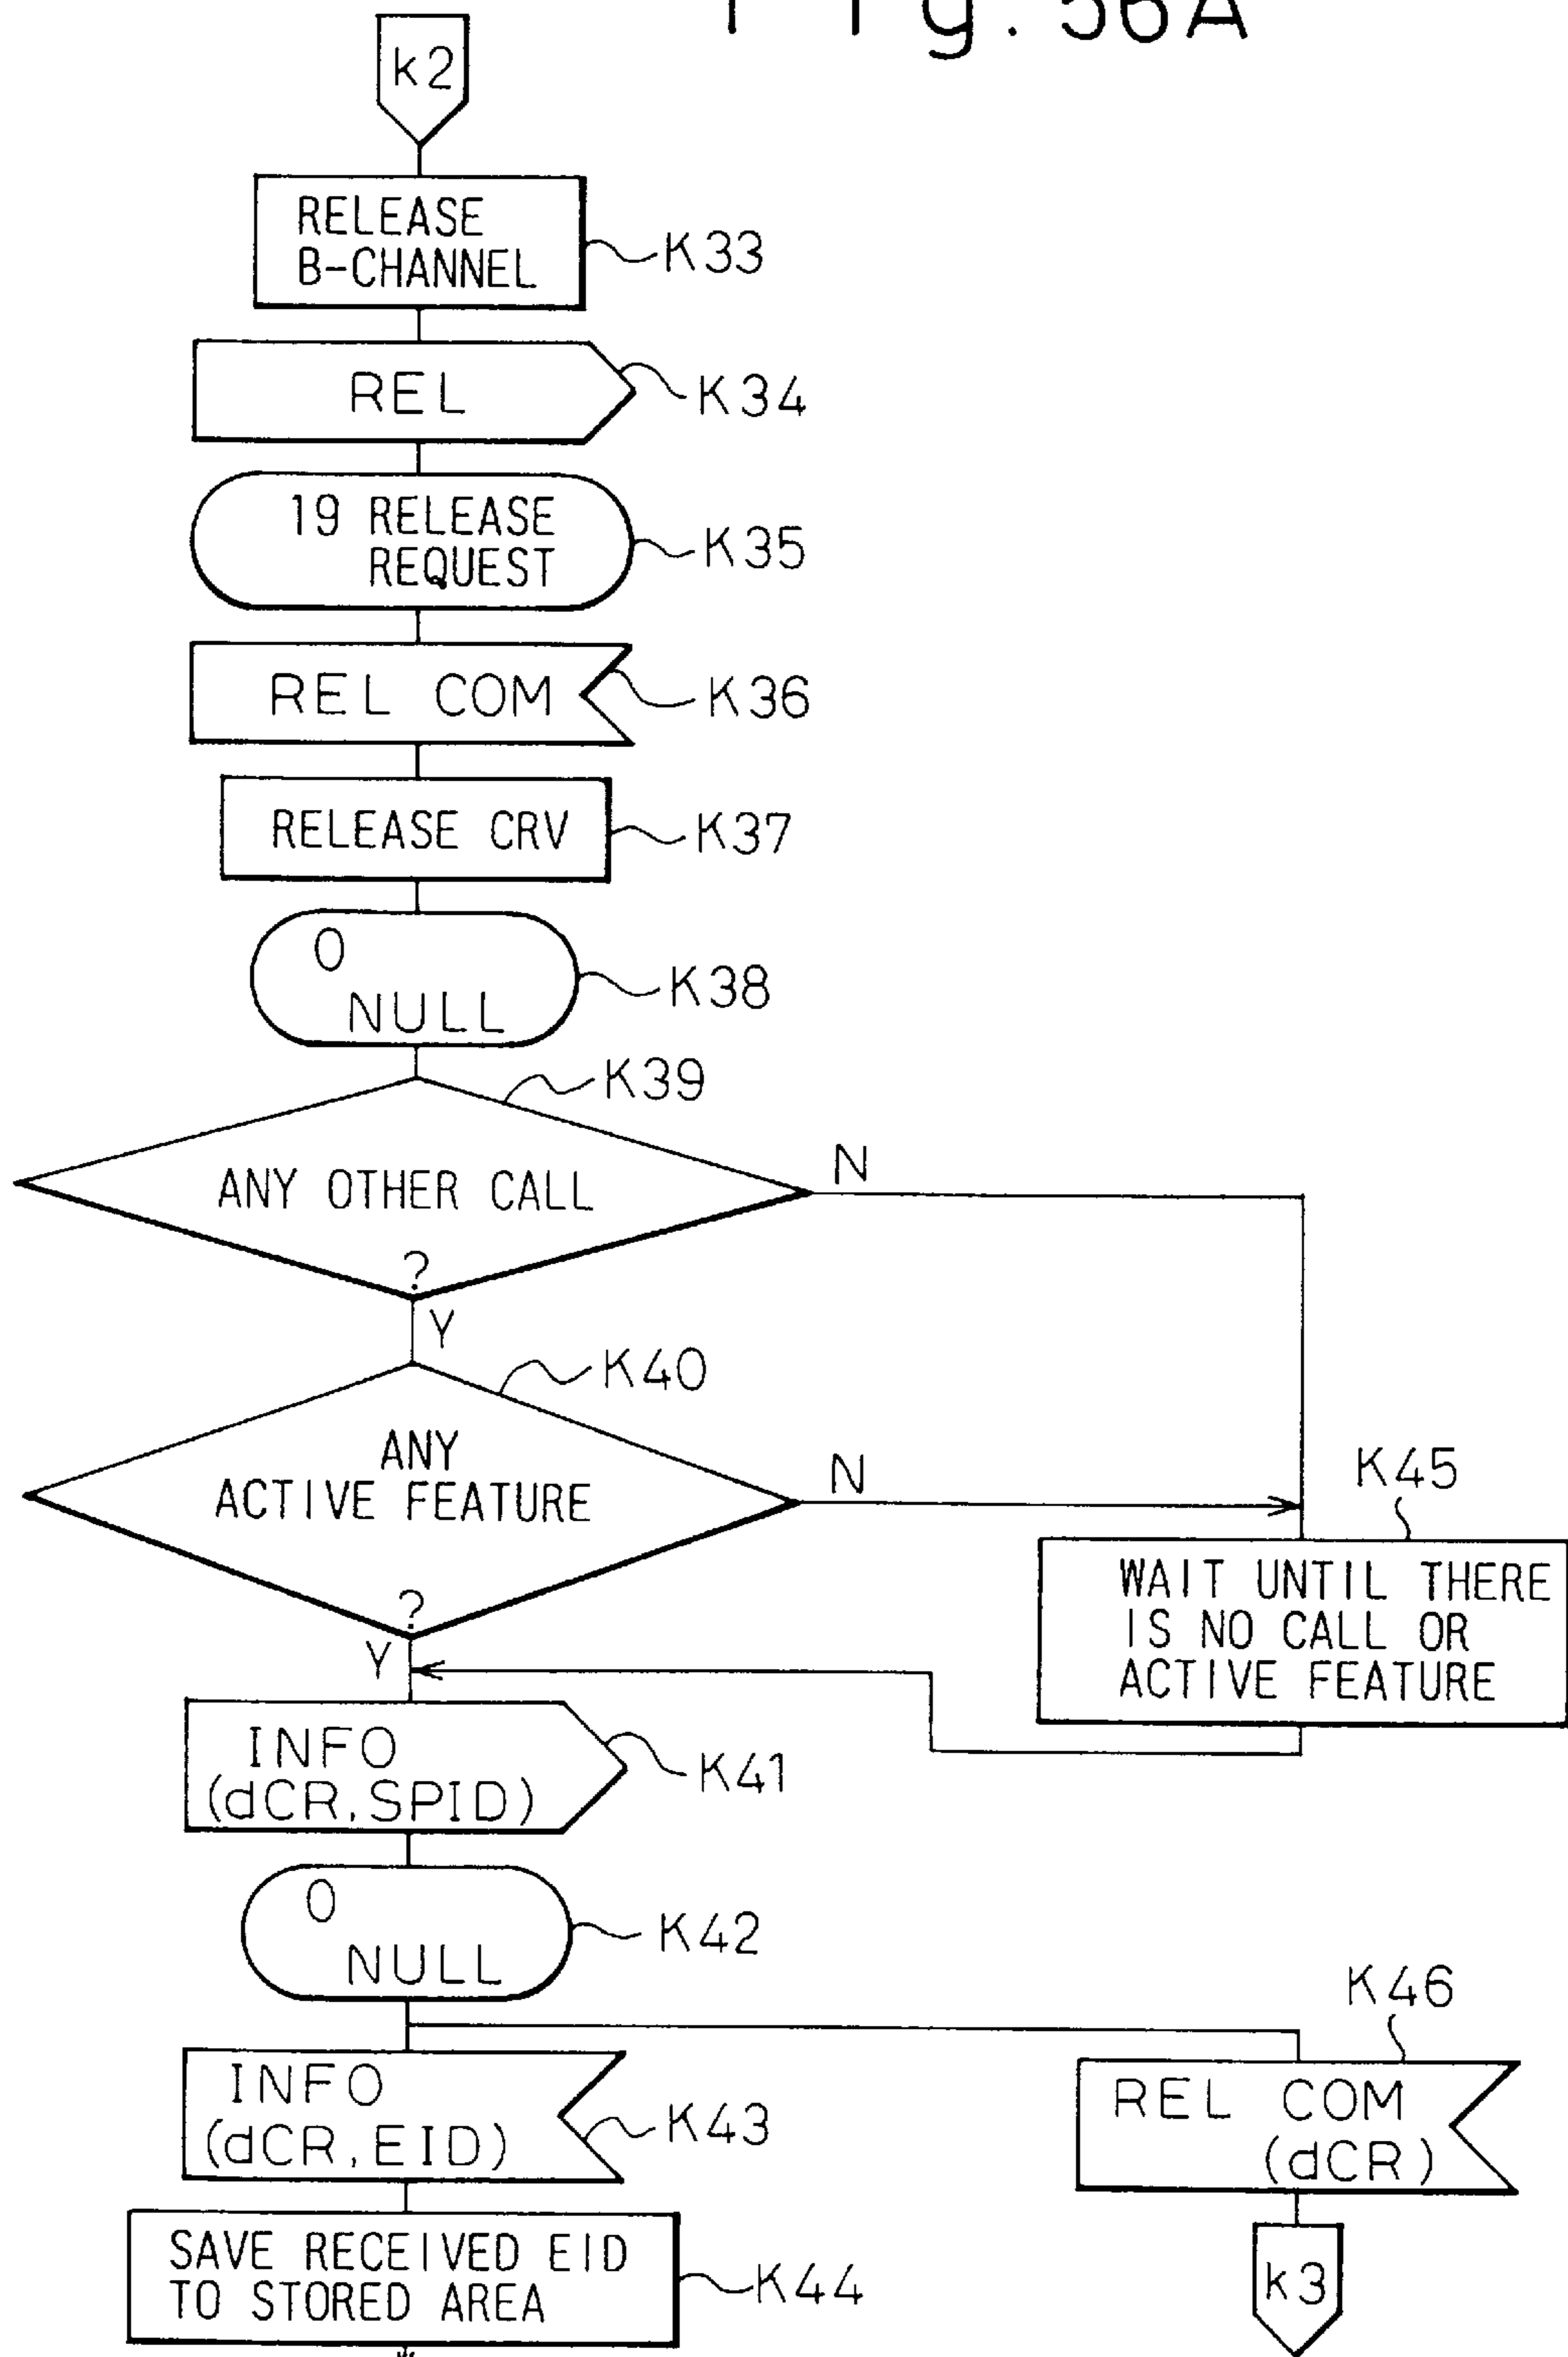 Fig. 56A
k2
RELEASE
B-CHANNEL
K33
REL
K34
19 RELEASE
REQUEST
K35
REL COM
K36
RELEASE CRV
K37
0
NULL
K38
K39
ANY OTHER CALL
?
N
Y
K40
ANY
ACTIVE FEATURE
?
N
Y
K45
WAIT UNTIL THERE
IS NO CALL OR
ACTIVE FEATURE
INFO
(dCR, SPID)
K41
0
NULL
K42
K46
REL COM
(dCR)
INFO
(dCR, EID)
K43
SAVE RECEIVED EID
TO STORED AREA
K44
k3